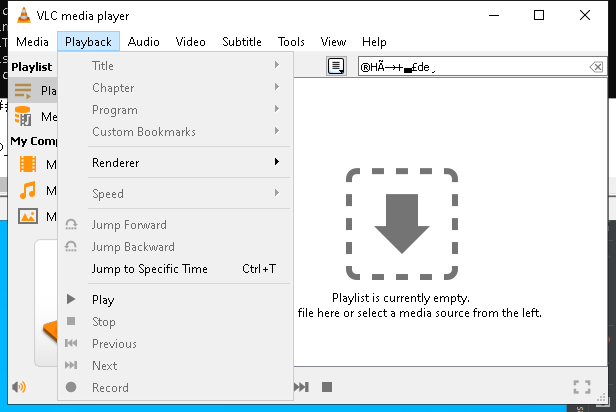 VLC media player
Media Playback Audio Video Subtitle Tools View Help
Playlist
®HÃ→+▬£de¸
Pla
Me
My Comp
M
M
M
Title
Chapter
Program
Custom Bookmarks
Renderer
Speed
Jump Forward
Jump Backward
Jump to Specific Time Ctrl+T
Play
Stop
Previous
Next
Record
Playlist is currently empty.
file here or select a media source from the left.